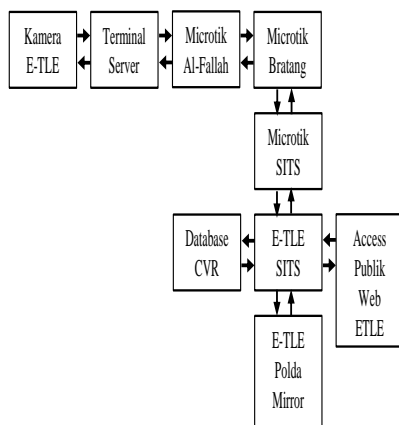 Kamera
E-TLE
Terminal
Server
Microtik
Al-Fallah
Microtik
Bratang
Microtik
SITS
Database
CVR
E-TLE
SITS
Access
Publik
Web
ETLE
E-TLE
Polda
Mirror